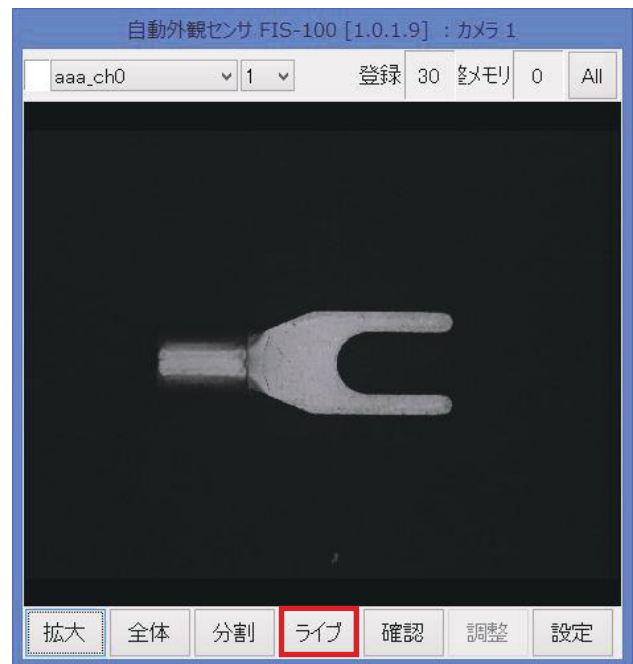 自動外観センサ FIS-100 [1.0.1.9] : カメラ 1
aaa_ch0 1 登録 30 メモリ 0 All
拡大 全体 分割 ライブ 確認 調整 設定